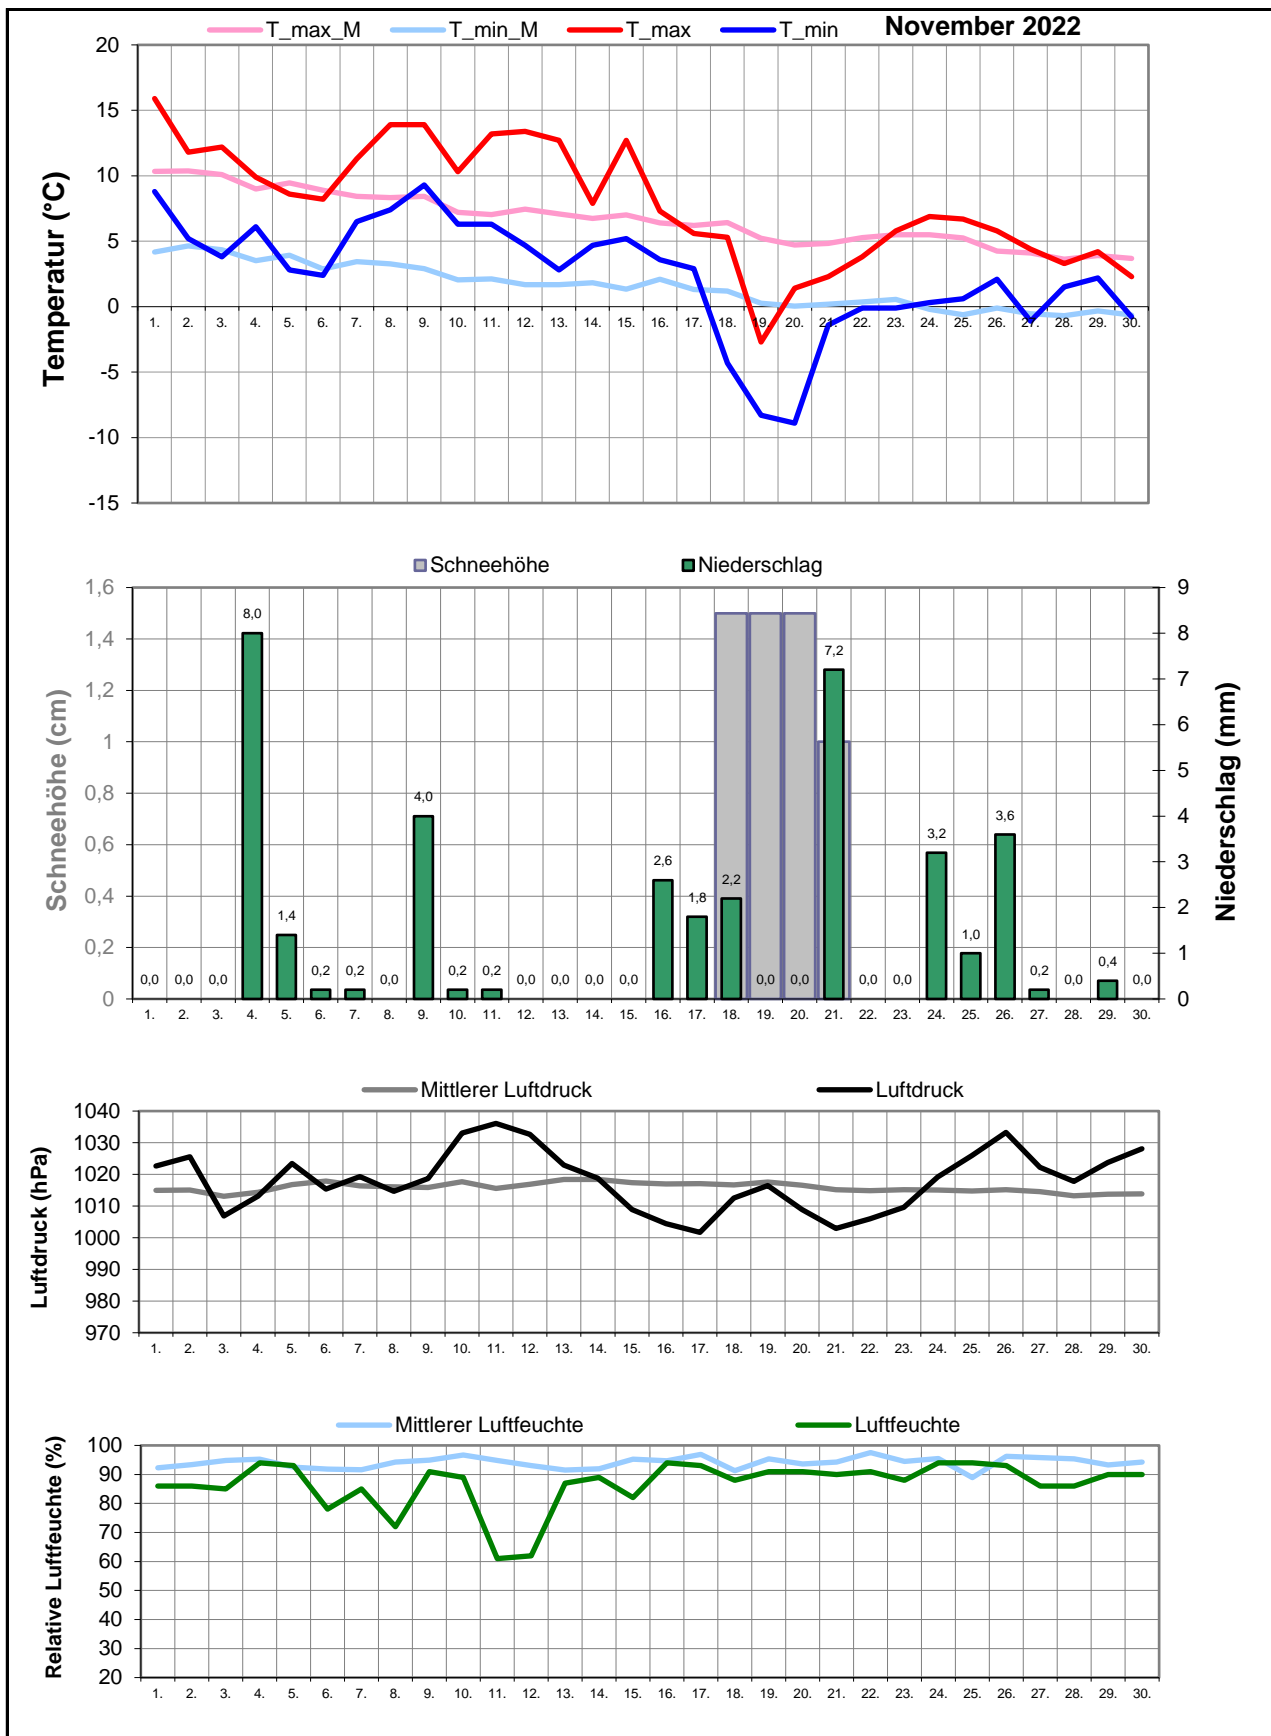 November 2022
T_max_M T_min_M T_max T_min
Temperatur (°C)
20
15
10
5
0
-5
-10
-15
1. 2. 3. 4. 5. 6. 7. 8. 9. 10. 11. 12. 13. 14. 15. 16. 17. 18. 19. 20. 21. 22. 23. 24. 25. 26. 27. 28. 29. 30.
Schneehöhe Niederschlag
Schneehöhe (cm)
1,6
1,4
1,2
1
0,8
0,6
0,4
0,2
0
0,0 0,0 0,0 8,0 1,4 0,2 0,2 0,0 4,0 0,2 0,2 0,0 0,0 0,0 0,0 2,6 1,8 2,2 0,0 0,0 7,2 0,0 0,0 3,2 1,0 3,6 0,2 0,0 0,4 0,0
9
8
7
6
5
4
3
2
1
0
Niederschlag (mm)
1. 2. 3. 4. 5. 6. 7. 8. 9. 10. 11. 12. 13. 14. 15. 16. 17. 18. 19. 20. 21. 22. 23. 24. 25. 26. 27. 28. 29. 30.
Mittlerer Luftdruck Luftdruck
Luftdruck (hPa)
1040
1030
1020
1010
1000
990
980
970
1. 2. 3. 4. 5. 6. 7. 8. 9. 10. 11. 12. 13. 14. 15. 16. 17. 18. 19. 20. 21. 22. 23. 24. 25. 26. 27. 28. 29. 30.
Mittlerer Luftfeuchte Luftfeuchte
Relative Luftfeuchte (%)
100
90
80
70
60
50
40
30
20
1. 2. 3. 4. 5. 6. 7. 8. 9. 10. 11. 12. 13. 14. 15. 16. 17. 18. 19. 20. 21. 22. 23. 24. 25. 26. 27. 28. 29. 30.